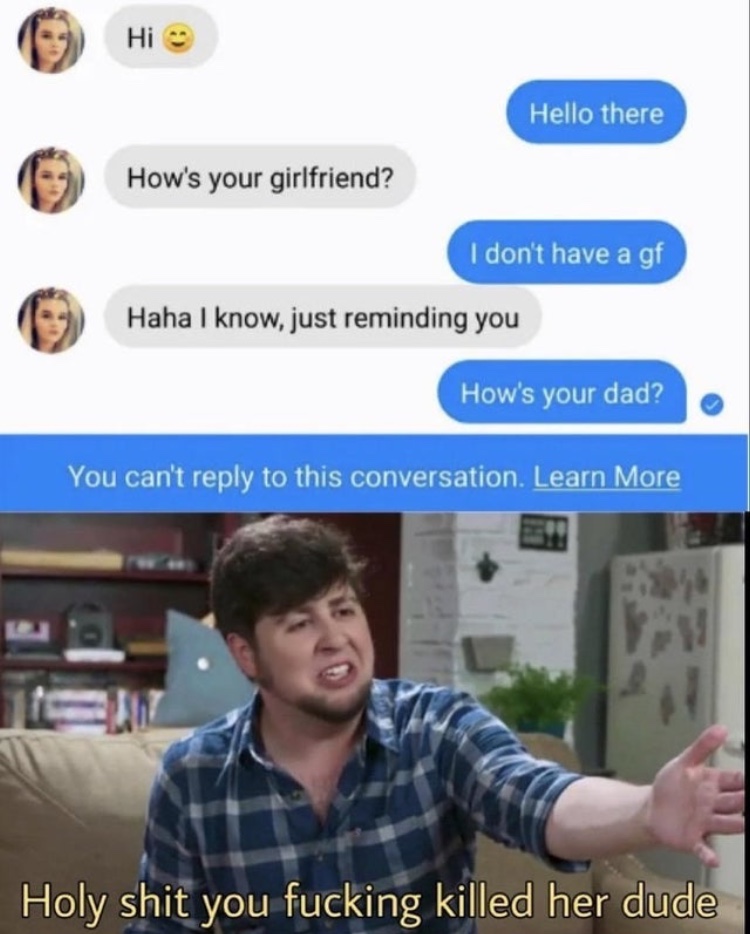 Hi 😊
Hello there
How's your girlfriend?
I don't have a gf
Haha I know, just reminding you
How's your dad?
You can't reply to this conversation. Learn More
Holy shit you fucking killed her dude